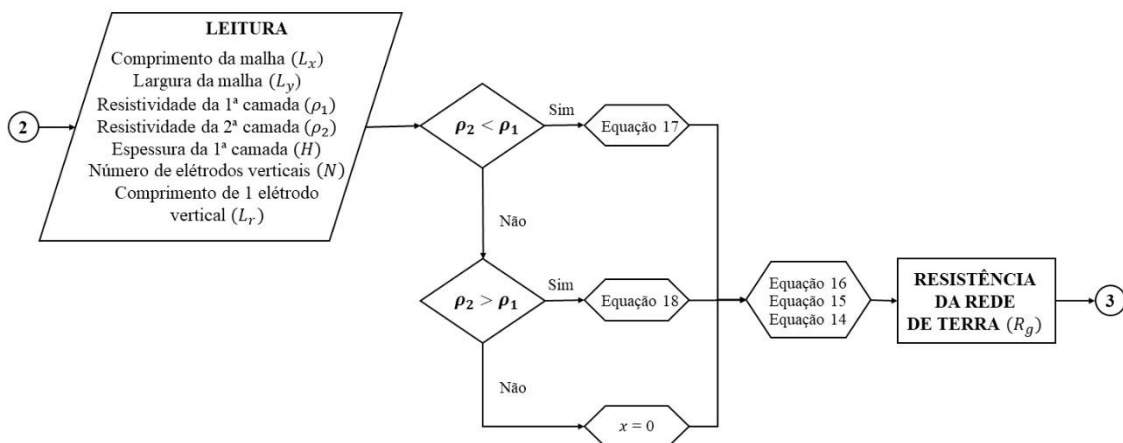 LEITURA
Comprimento da malha (Lₓ)
Largura da malha (L_y)
Resistividade da 1ª camada (ρ₁)
Resistividade da 2ª camada (ρ₂)
Espessura da 1ª camada (H)
Número de elétrodos verticais (N)
Comprimento de 1 elétrodo
vertical (Lᵣ)
2
ρ₂ < ρ₁
Sim
Equação 17
Não
ρ₂ > ρ₁
Sim
Equação 18
Não
x = 0
Equação 16
Equação 15
Equação 14
RESISTÊNCIA
DA REDE
DE TERRA (R_g)
3